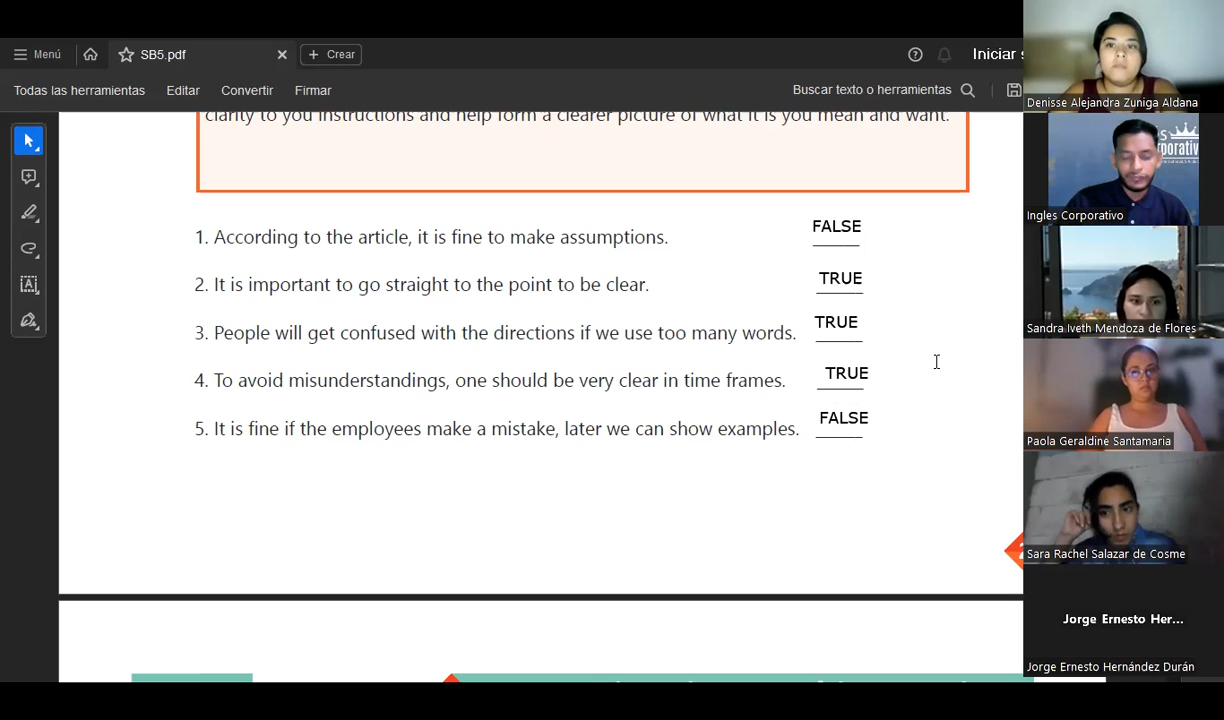 Menú
SB5.pdf
Crear
Iniciar s
Todas las herramientas
Editar
Convertir
Firmar
Buscar texto o herramientas
clarity to you instructions and help form a clearer picture of what it is you mean and want.
1. According to the article, it is fine to make assumptions. FALSE
2. It is important to go straight to the point to be clear. TRUE
3. People will get confused with the directions if we use too many words. TRUE
4. To avoid misunderstandings, one should be very clear in time frames. TRUE
5. It is fine if the employees make a mistake, later we can show examples. FALSE
Denisse Alejandra Zuniga Aldana
Ingles Corporativo
Sandra Iveth Mendoza de Flores
Paola Geraldine Santamaria
Sara Rachel Salazar de Cosme
Jorge Ernesto Her...
Jorge Ernesto Hernández Durán